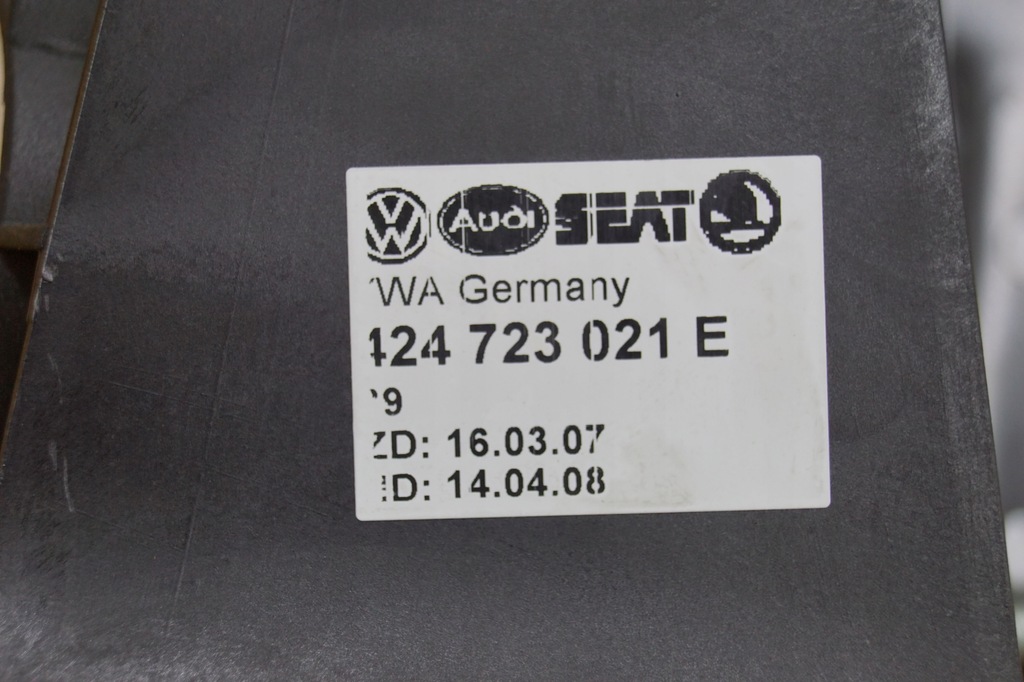 AUDI SEAT
WA Germany
424 723 021 E
9
ZD: 16.03.07
D: 14.04.08